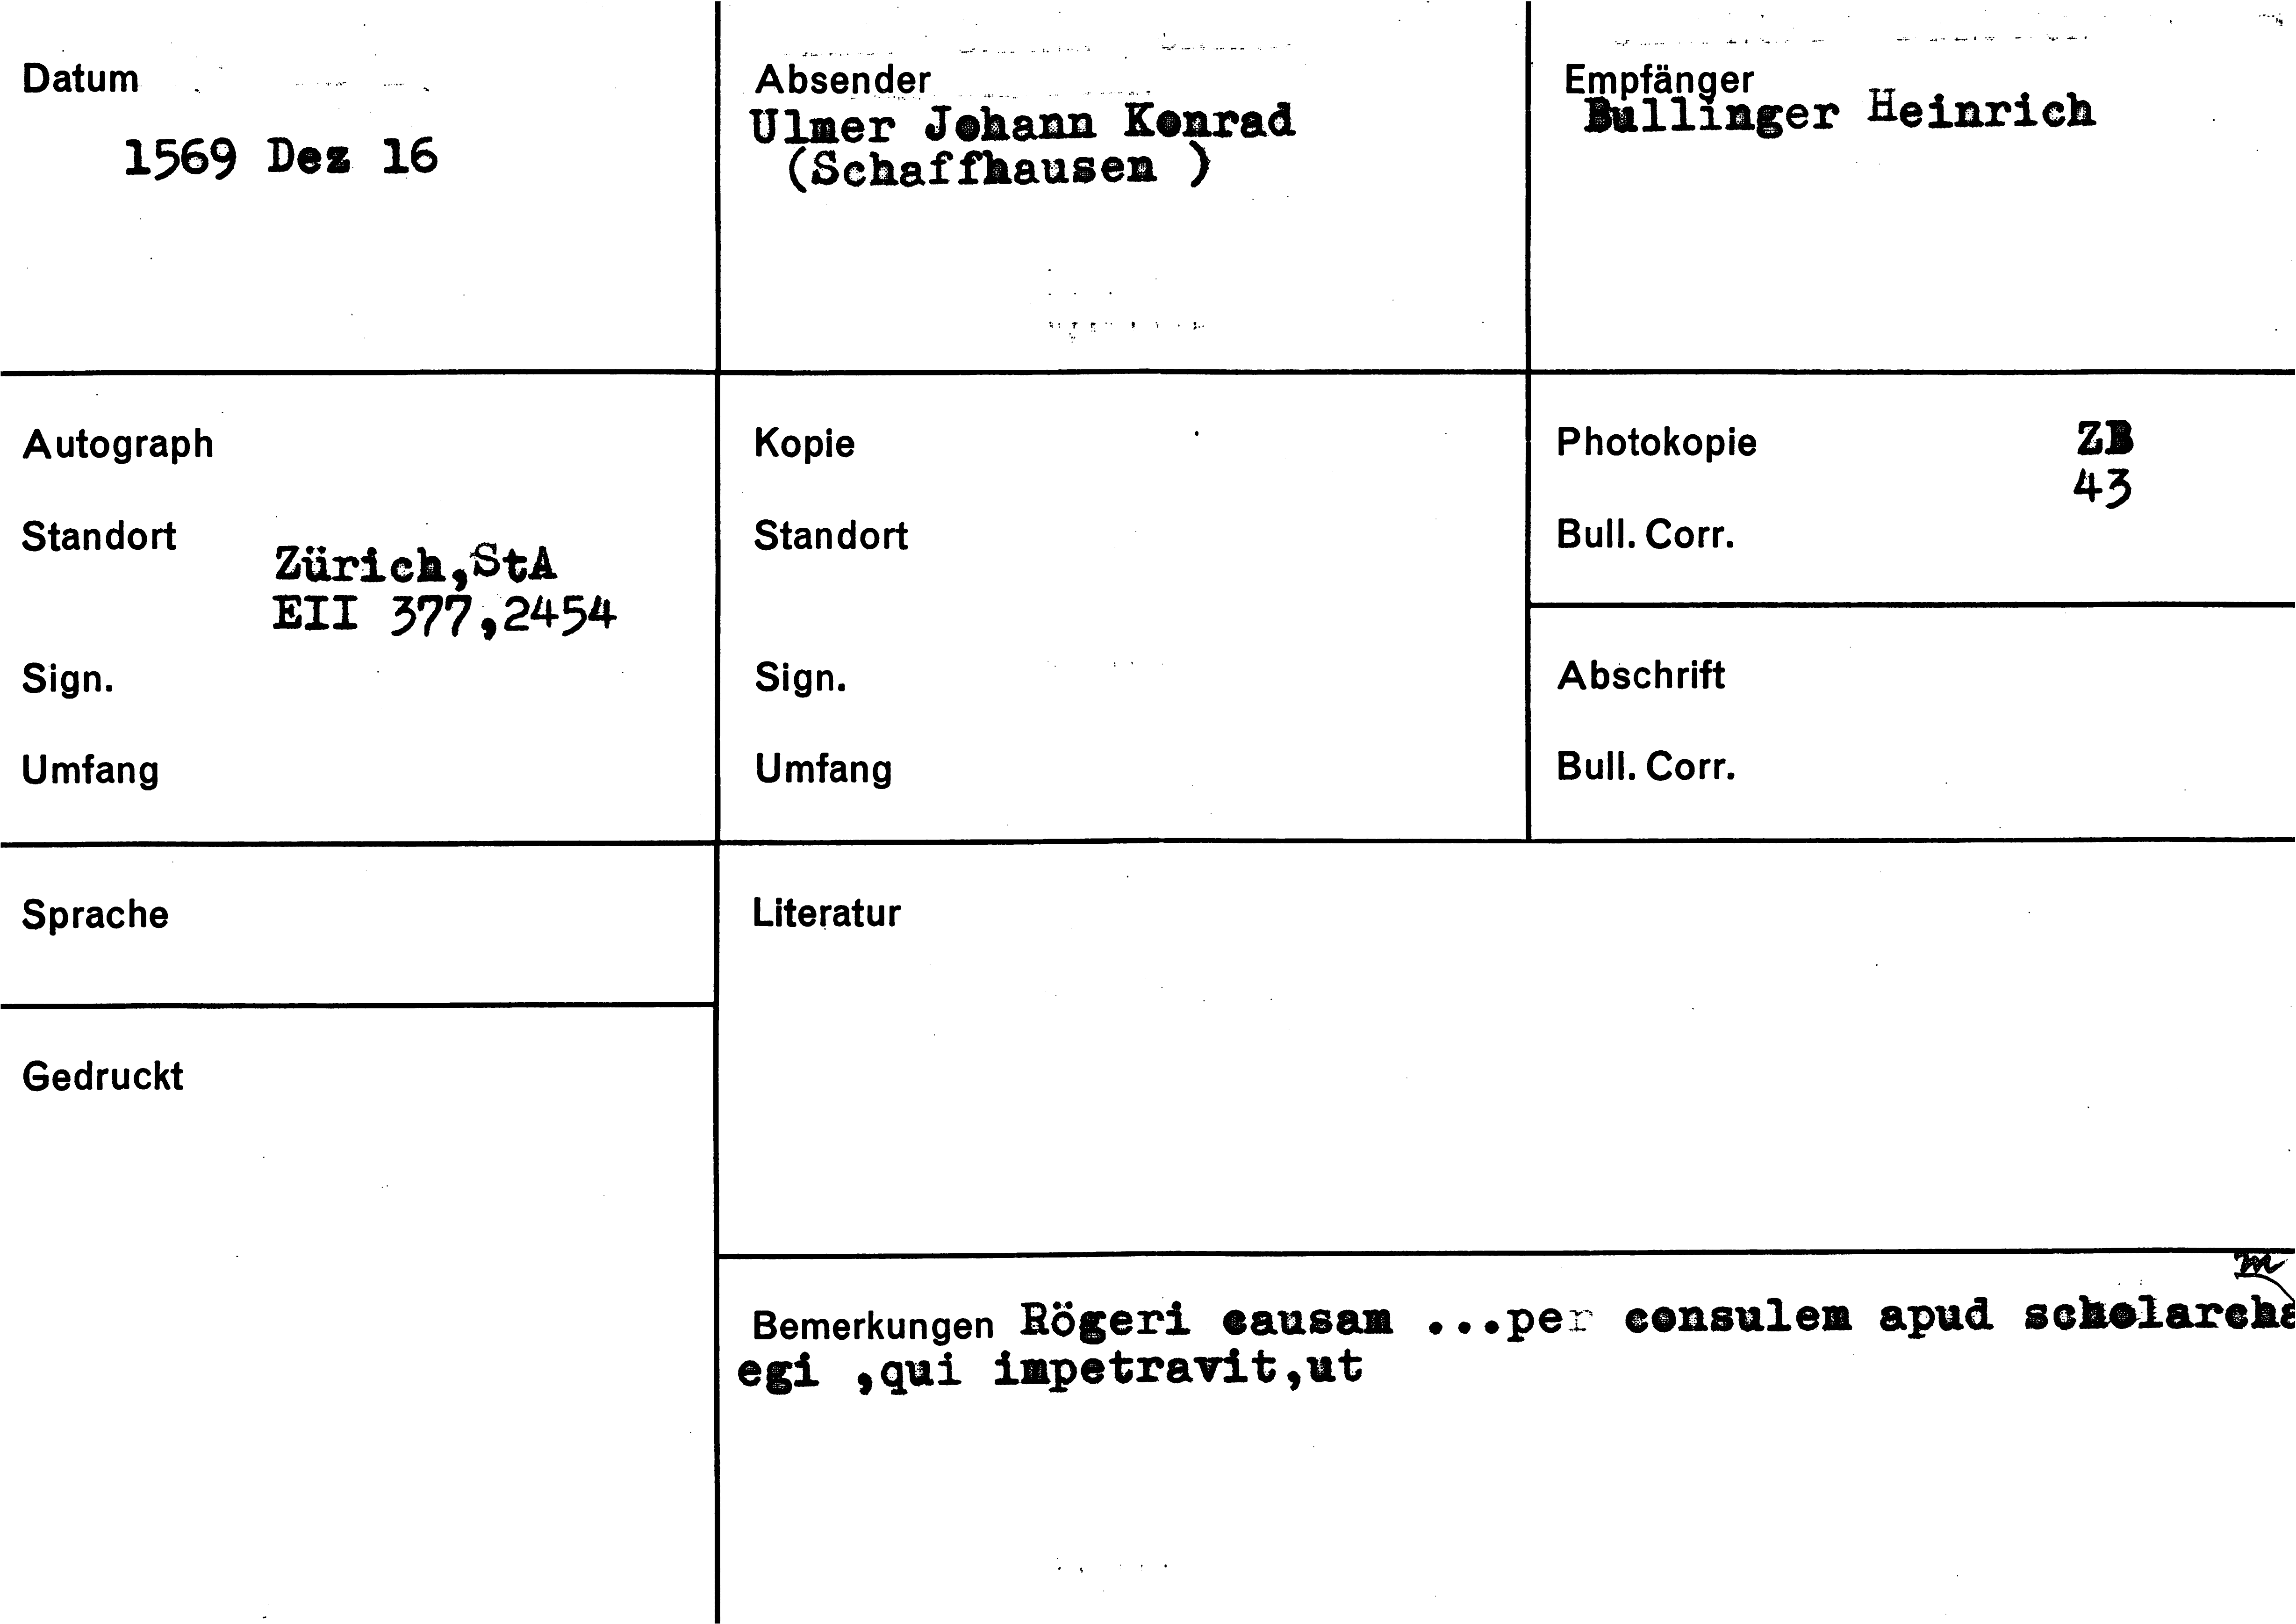 Datum
1569 Dez 16
Absender
Ulmer Johann Konrad
(Schaffhausen )
Empfänger
Bullinger Heinrich
Autograph
Standort
Zürich,StA
EII 377,2454
Sign.
Umfang
Kopie
Standort
Sign.
Umfang
Photokopie ZB
43
Bull. Corr.
Abschrift
Bull. Corr.
Sprache
Literatur
Gedruckt
m
Bemerkungen Rögeri causam ...per consulem apud scholarcha
egi ,qui impetravit,ut